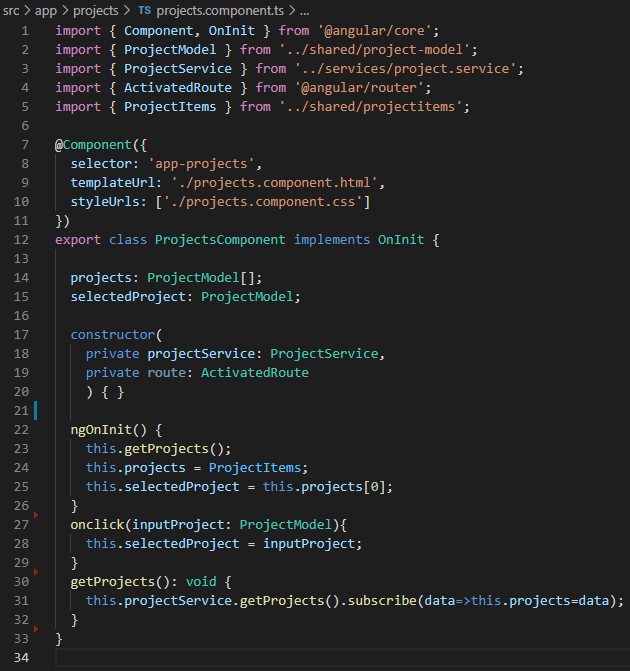 src > app > projects > TS projects.component.ts > ...
1 import { Component, OnInit } from '@angular/core';
2 import { ProjectModel } from '../shared/project-model';
3 import { ProjectService } from '../services/project.service';
4 import { ActivatedRoute } from '@angular/router';
5 import { ProjectItems } from '../shared/projectitems';
6
7 @Component({
8   selector: 'app-projects',
9   templateUrl: './projects.component.html',
10   styleUrls: ['./projects.component.css']
11 })
12 export class ProjectsComponent implements OnInit {
13
14   projects: ProjectModel[];
15   selectedProject: ProjectModel;
16
17   constructor(
18     private projectService: ProjectService,
19     private route: ActivatedRoute
20     ) { }
21
22   ngOnInit() {
23     this.getProjects();
24     this.projects = ProjectItems;
25     this.selectedProject = this.projects[0];
26   }
27   onclick(inputProject: ProjectModel){
28     this.selectedProject = inputProject;
29   }
30   getProjects(): void {
31     this.projectService.getProjects().subscribe(data=>this.projects=data);
32   }
33 }
34